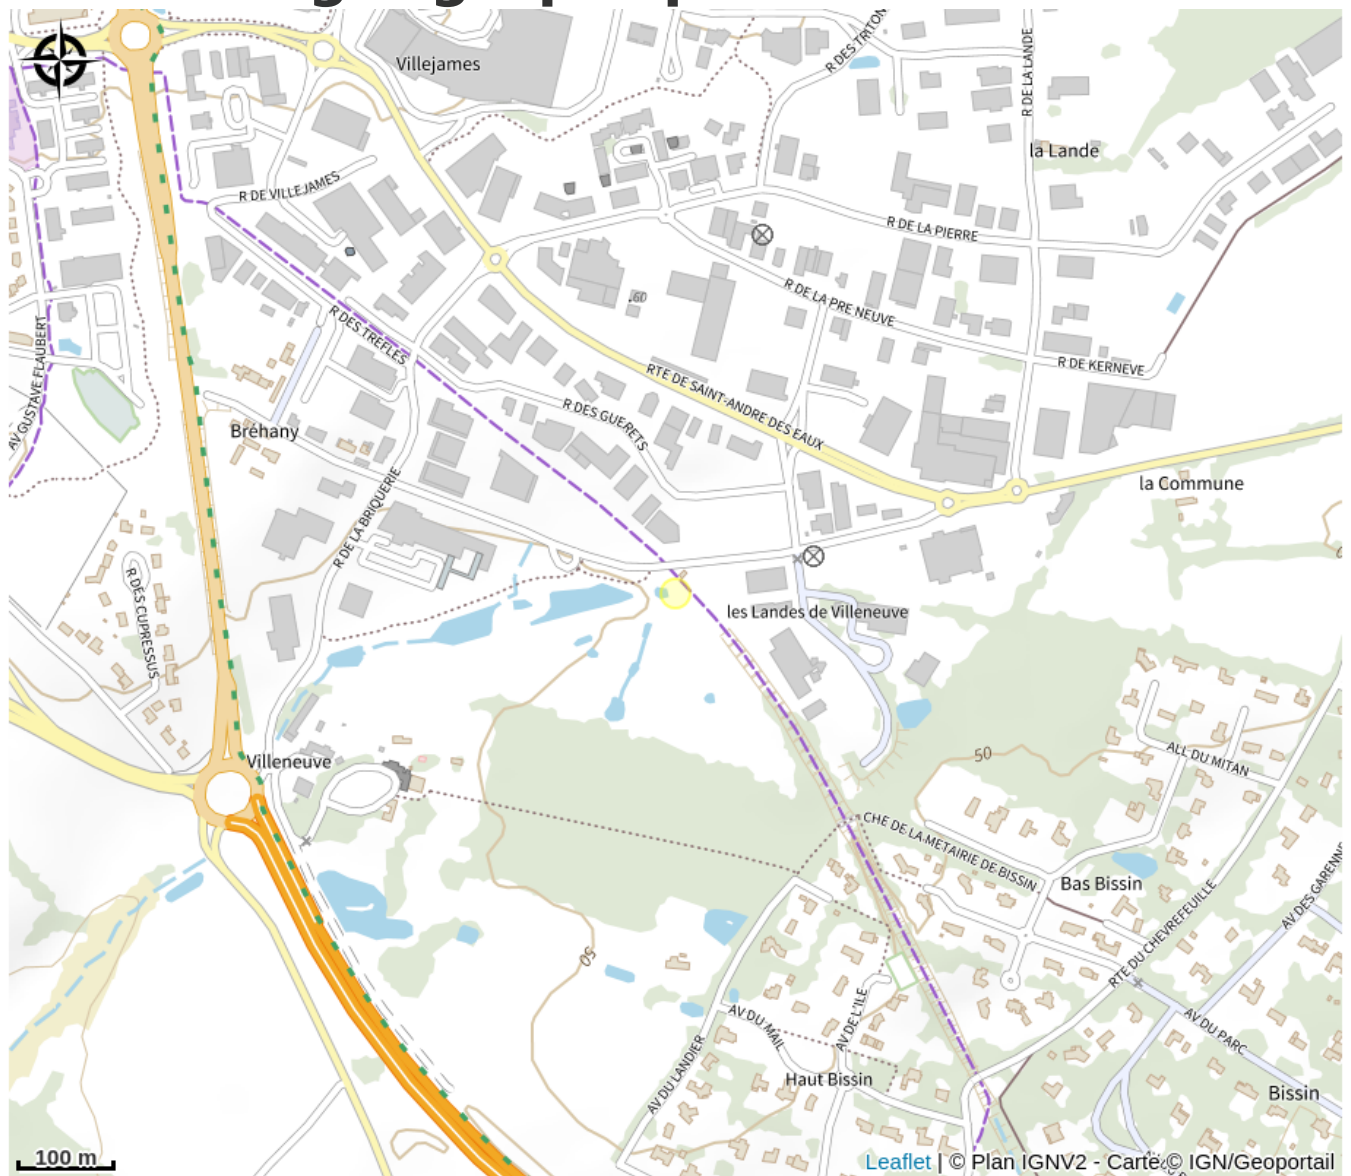 Villejames
R DES TRITON
R DE LA LANDE
la Lande
R DE VILLEJAMES
R DE LA PIERRE
R DE LA PRE NEUVE
R DES TREFLES
AV GUSTAVE FLAUBERT
R DE KERNEVE
RTE DE SAINT-ANDRE DES EAUX
R DES GUERETS
Bréhany
la Commune
R DE LA BRIQUERIE
R DES CUPRESSUS
les Landes de Villeneuve
50
ALL DU MITAN
Villeneuve
CHE DE LA METAIRIE DE BISSIN
Bas Bissin
AV DES GARENNE
RTE DU CHEVREFEUILLE
50
AV DE L'ILE
AV DU MAIL
AV DU PARC
AV DU LANDIER
Haut Bissin
Bissin
100 m
Leaflet | © Plan IGNV2 - Carte © IGN/Geoportail